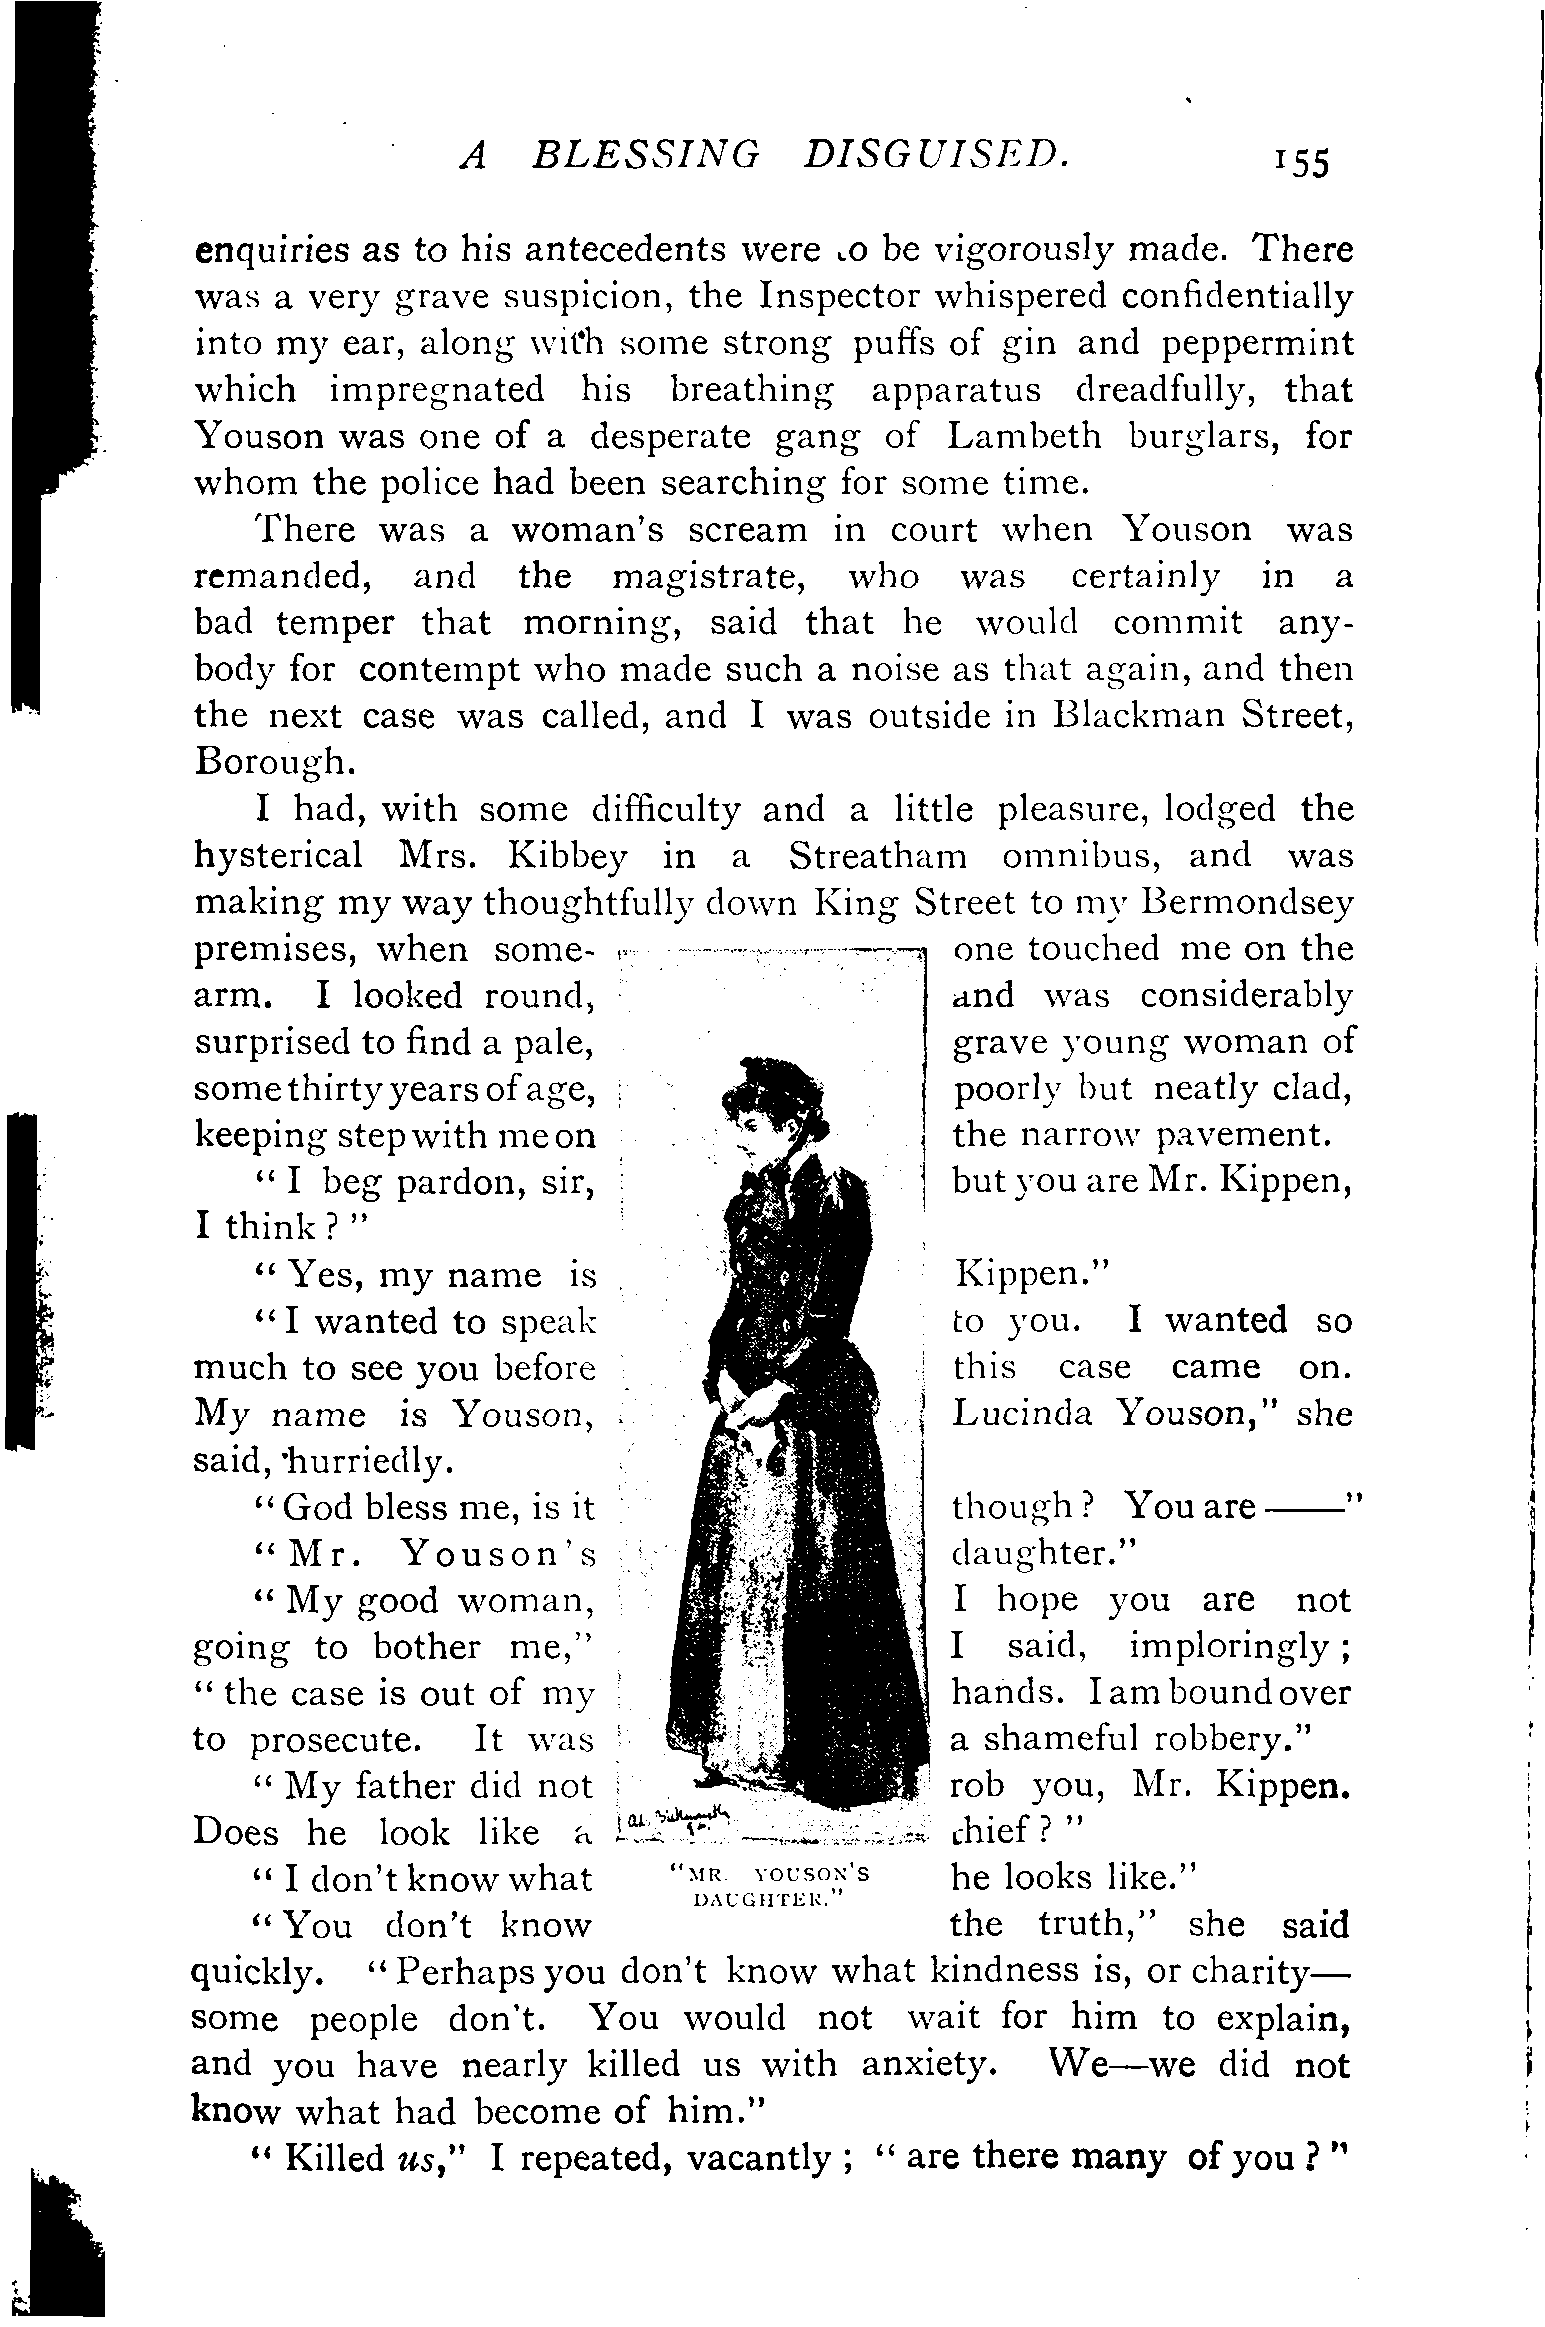 A BLESSING DISGUISED. 155
enquiries as to his antecedents were to be vigorously made. There
was a very grave suspicion, the Inspector whispered confidentially
into my ear, along with some strong puffs of gin and peppermint
which impregnated his breathing apparatus dreadfully, that
Youson was one of a desperate gang of Lambeth burglars, for
whom the police had been searching for some time.
There was a woman's scream in court when Youson was
remanded, and the magistrate, who was certainly in a
bad temper that morning, said that he would commit any-
body for contempt who made such a noise as that again, and then
the next case was called, and I was outside in Blackman Street,
Borough.
I had, with some difficulty and a little pleasure, lodged the
hysterical Mrs. Kibbey in a Streatham omnibus, and was
making my way thoughtfully down King Street to my Bermondsey
premises, when some- one touched me on the
arm. I looked round, and was considerably
surprised to find a pale, grave young woman of
some thirty years of age, poorly but neatly clad,
keeping step with me on the narrow pavement.
"I beg pardon, sir, but you are Mr. Kippen,
I think?"
"Yes, my name is Kippen."
"I wanted to speak to you. I wanted so
much to see you before this case came on.
My name is Youson, Lucinda Youson," she
said, hurriedly.
"God bless me, is it though? You are ——"
"Mr. Youson's daughter."
"My good woman, I hope you are not
going to bother me," I said, imploringly;
"the case is out of my hands. I am bound over
to prosecute. It was a shameful robbery."
"My father did not rob you, Mr. Kippen.
Does he look like a thief?"
"I don't know what he looks like."
"You don't know the truth," she said
"MR. YOUSON'S
DAUGHTER."
quickly. "Perhaps you don't know what kindness is, or charity—
some people don't. You would not wait for him to explain,
and you have nearly killed us with anxiety. We—we did not
know what had become of him."
"Killed us," I repeated, vacantly; "are there many of you?"